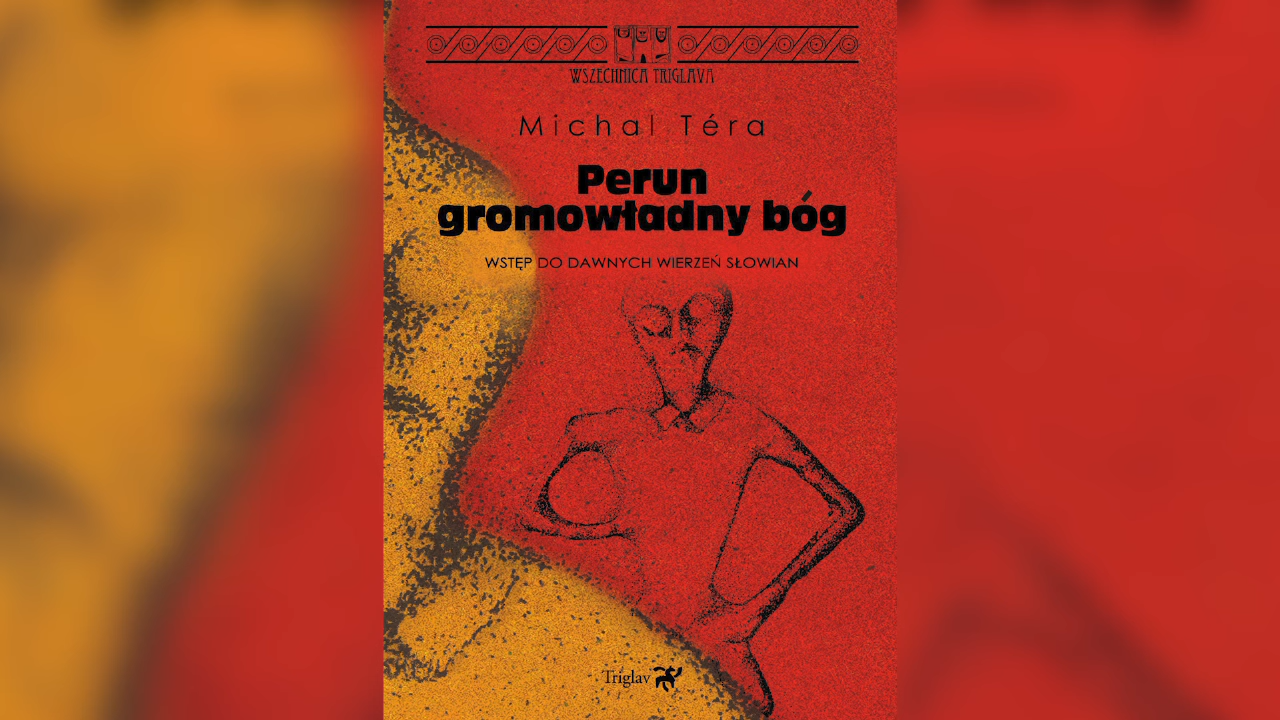 WSZECHNICA TRIGLAVA
Michal Téra
Perun
gromowładny bóg
WSTĘP DO DAWNYCH WIERZEŃ SŁOWIAN
Triglav